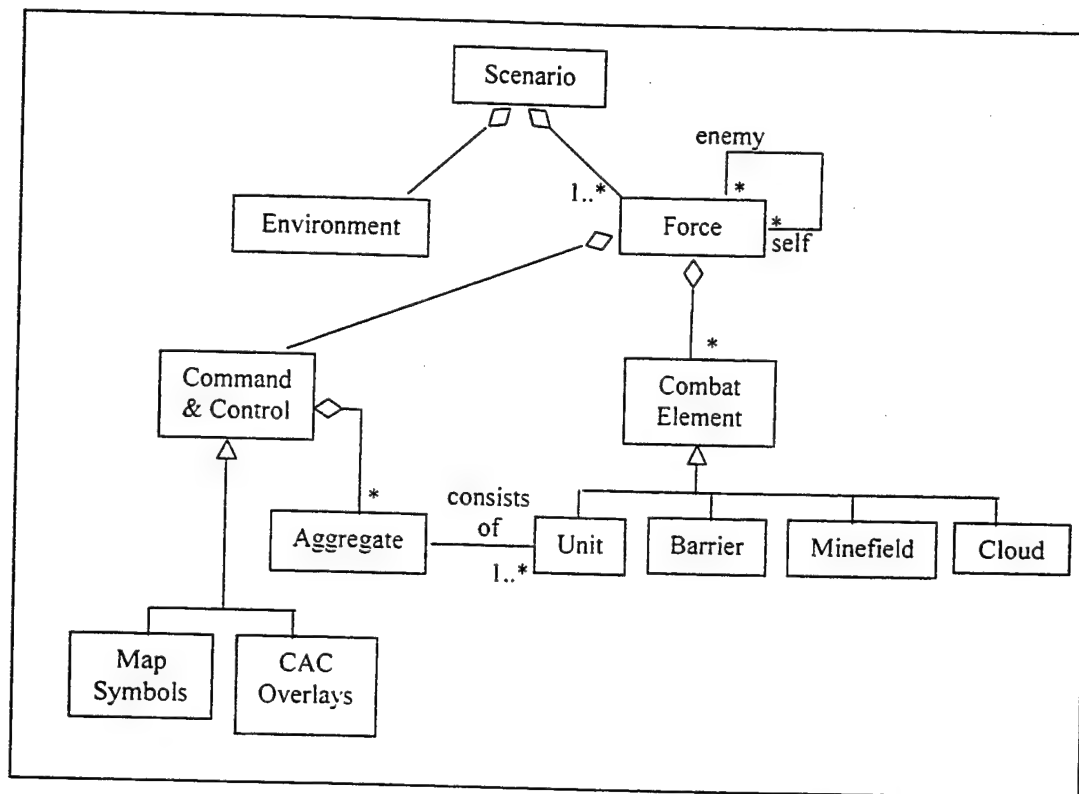 Scenario
enemy
*
1..*
Environment
Force
*
self
*
Command
& Control
Combat
Element
*
consists
of
Aggregate
Unit
Barrier
Minefield
Cloud
1..*
Map
Symbols
CAC
Overlays